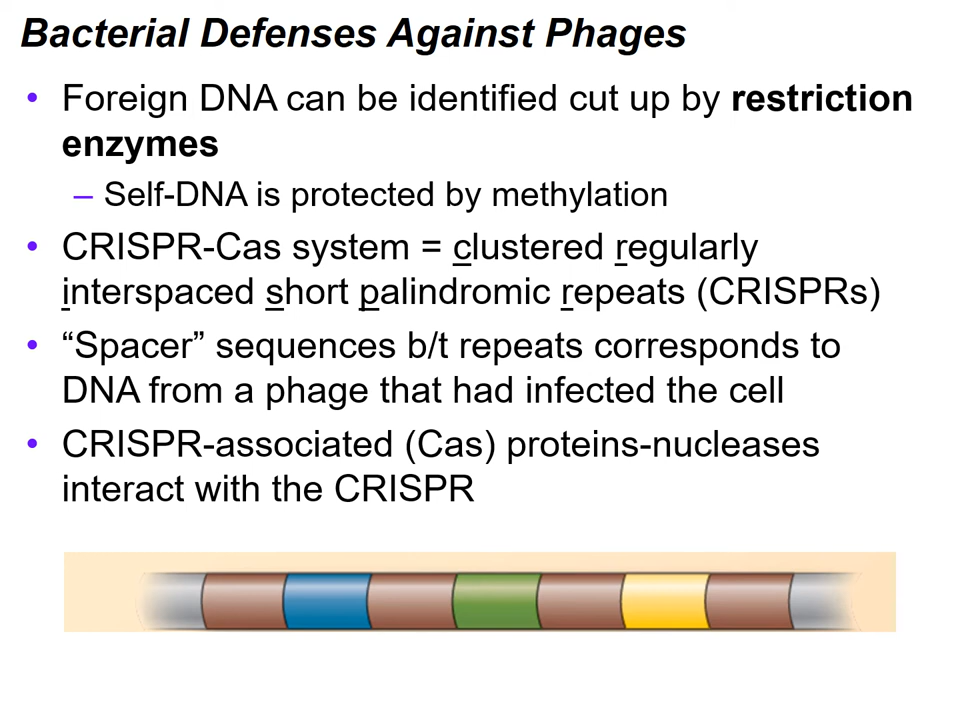 Bacterial Defenses Against Phages
• Foreign DNA can be identified cut up by restriction
enzymes
– Self-DNA is protected by methylation
• CRISPR-Cas system = clustered regularly
interspaced short palindromic repeats (CRISPRs)
• “Spacer” sequences b/t repeats corresponds to
DNA from a phage that had infected the cell
• CRISPR-associated (Cas) proteins-nucleases
interact with the CRISPR